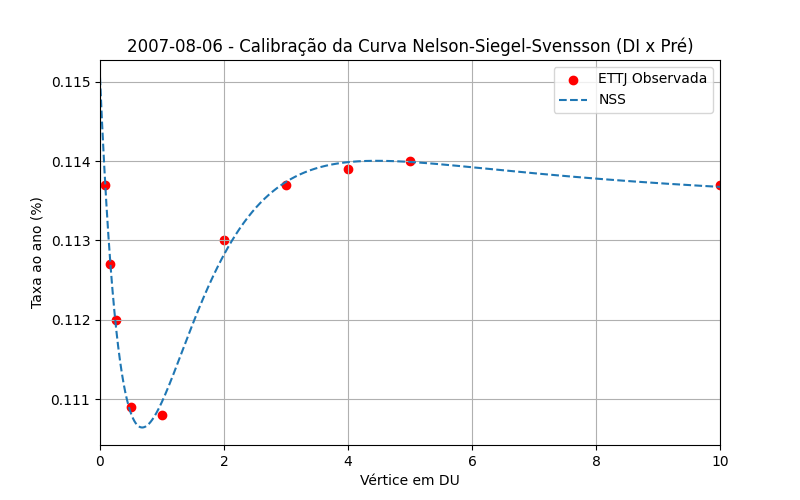 2007-08-06 - Calibração da Curva Nelson-Siegel-Svensson (DI x Pré)
ETTJ Observada
NSS
Taxa ao ano (%)
0.115
0.114
0.113
0.112
0.111
0 2 4 6 8 10
Vértice em DU